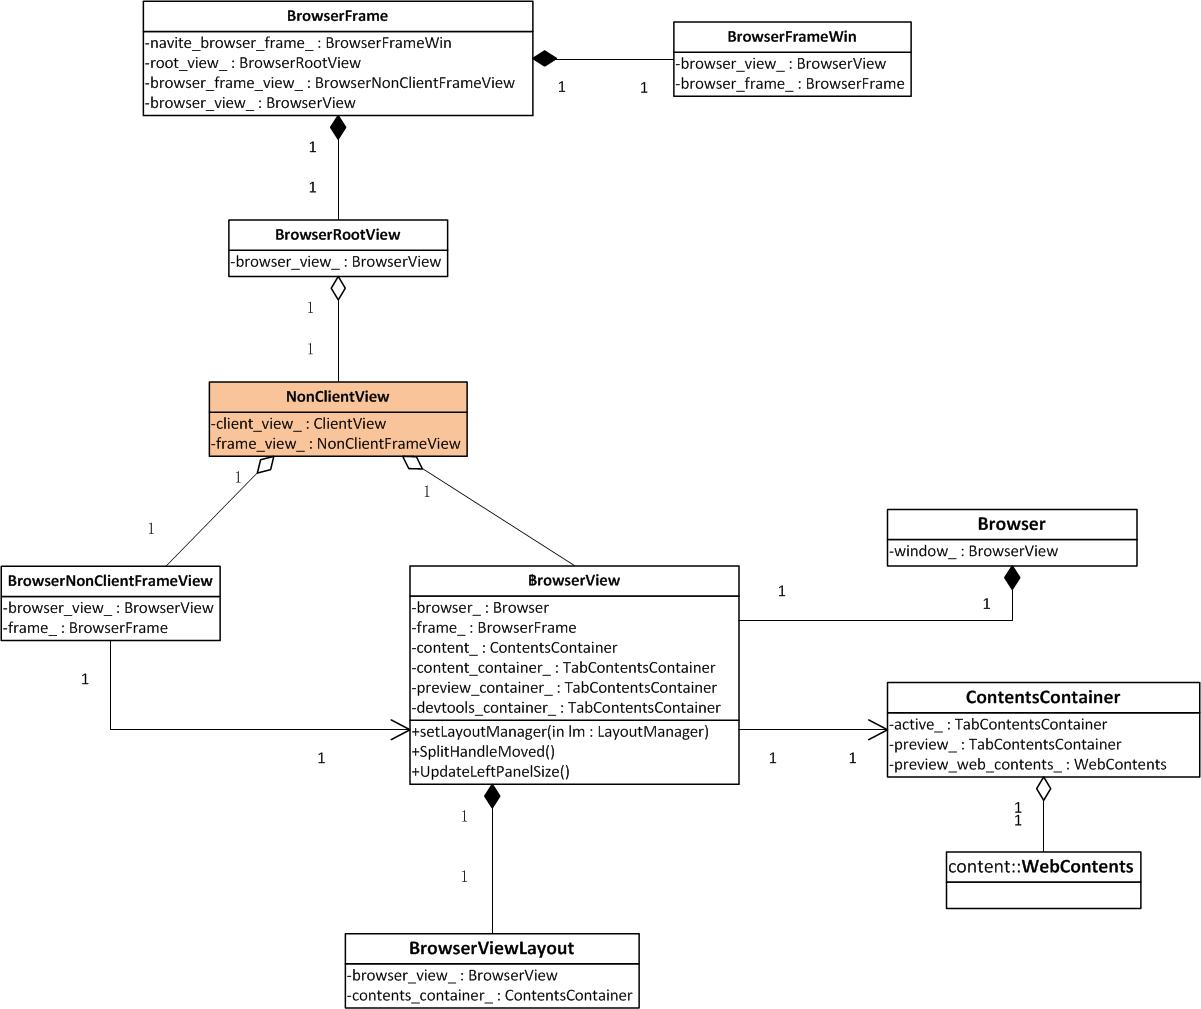 BrowserFrame
-navite_browser_frame_ : BrowserFrameWin
-root_view_ : BrowserRootView
-browser_frame_view_ : BrowserNonClientFrameView
-browser_view_ : BrowserView
BrowserFrameWin
-browser_view_ : BrowserView
-browser_frame_ : BrowserFrame
1
1
1
1
BrowserRootView
-browser_view_ : BrowserView
1
1
NonClientView
-client_view_ : ClientView
-frame_view_ : NonClientFrameView
1
1
1
BrowserNonClientFrameView
-browser_view_ : BrowserView
-frame_ : BrowserFrame
BrowserView
-browser_ : Browser
-frame_ : BrowserFrame
-content_ : ContentsContainer
-content_container_ : TabContentsContainer
-preview_container_ : TabContentsContainer
-devtools_container_ : TabContentsContainer
+setLayoutManager(in lm : LayoutManager)
+SplitHandleMoved()
+UpdateLeftPanelSize()
Browser
-window_ : BrowserView
1
1
1
1
ContentsContainer
-active_ : TabContentsContainer
-preview_ : TabContentsContainer
-preview_web_contents_ : WebContents
1
1
1
1
content::WebContents
1
1
BrowserViewLayout
-browser_view_ : BrowserView
-contents_container_ : ContentsContainer